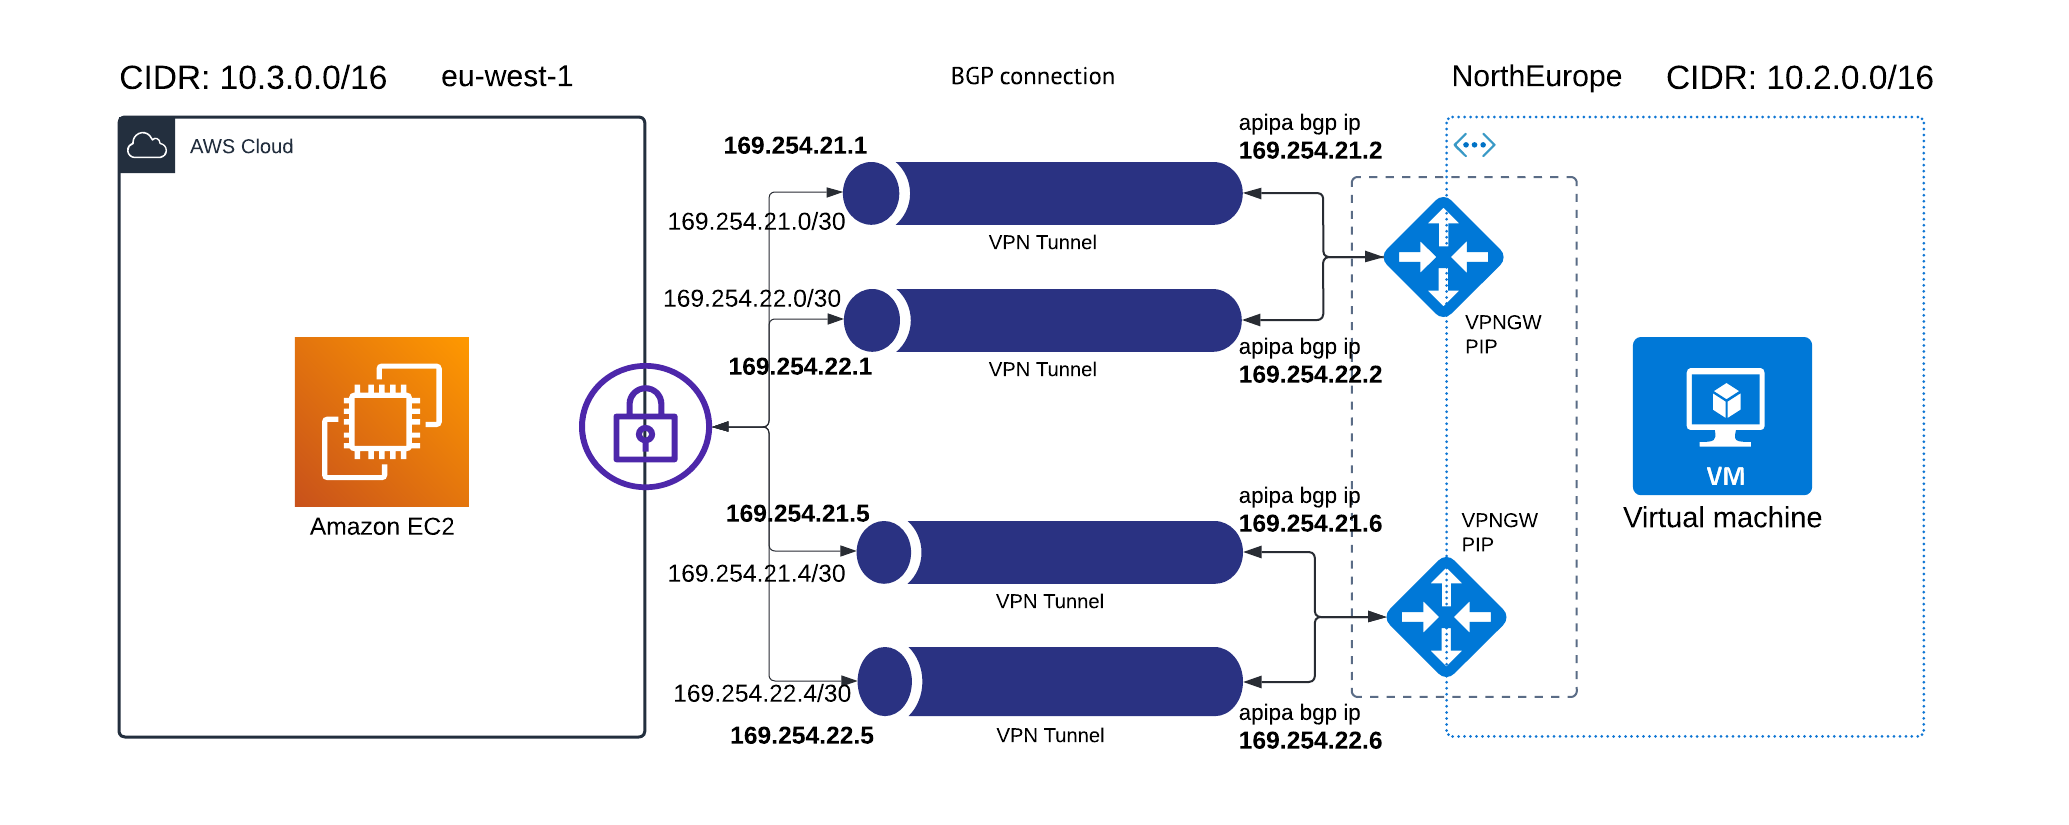 CIDR: 10.3.0.0/16
eu-west-1
BGP connection
NorthEurope
CIDR: 10.2.0.0/16
AWS Cloud
169.254.21.1
apipa bgp ip
169.254.21.2
169.254.21.0/30
VPN Tunnel
169.254.22.0/30
169.254.22.1
VPN Tunnel
apipa bgp ip
169.254.22.2
VPNGW
PIP
Amazon EC2
VM
Virtual machine
169.254.21.5
apipa bgp ip
169.254.21.6
VPNGW
PIP
169.254.21.4/30
VPN Tunnel
169.254.22.4/30
169.254.22.5
VPN Tunnel
apipa bgp ip
169.254.22.6